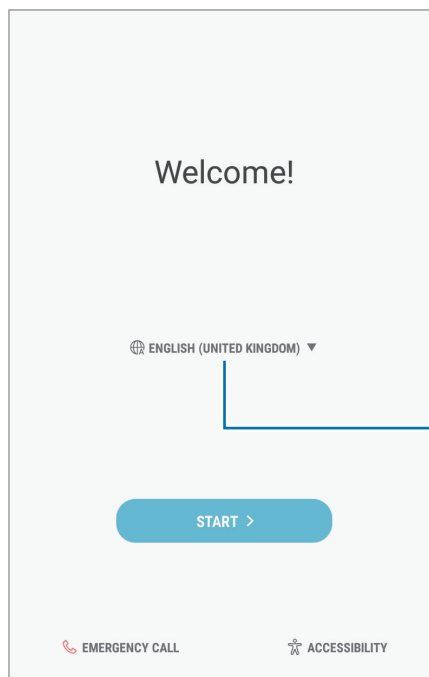 Welcome!
ENGLISH (UNITED KINGDOM)
START
EMERGENCY CALL ACCESSIBILITY